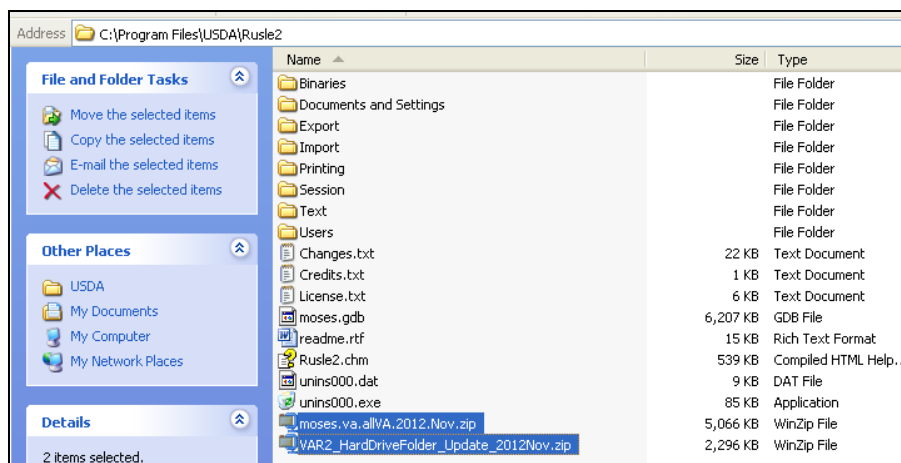 Address C:\Program Files\USDA\Rusle2
File and Folder Tasks
Move the selected items
Copy the selected items
E-mail the selected items
Delete the selected items
Other Places
USDA
My Documents
My Computer
My Network Places
Details
2 items selected.
Name Size Type
Binaries File Folder
Documents and Settings File Folder
Export File Folder
Import File Folder
Printing File Folder
Session File Folder
Text File Folder
Users File Folder
Changes.txt 22 KB Text Document
Credits.txt 1 KB Text Document
License.txt 6 KB Text Document
moses.gdb 6,207 KB GDB File
readme.rtf 15 KB Rich Text Format
Rusle2.chm 539 KB Compiled HTML Help...
unins000.dat 9 KB DAT File
unins000.exe 85 KB Application
moses.va.allVA.2012.Nov.zip 5,066 KB WinZip File
VAR2_HardDriveFolder_Update_2012Nov.zip 2,296 KB WinZip File